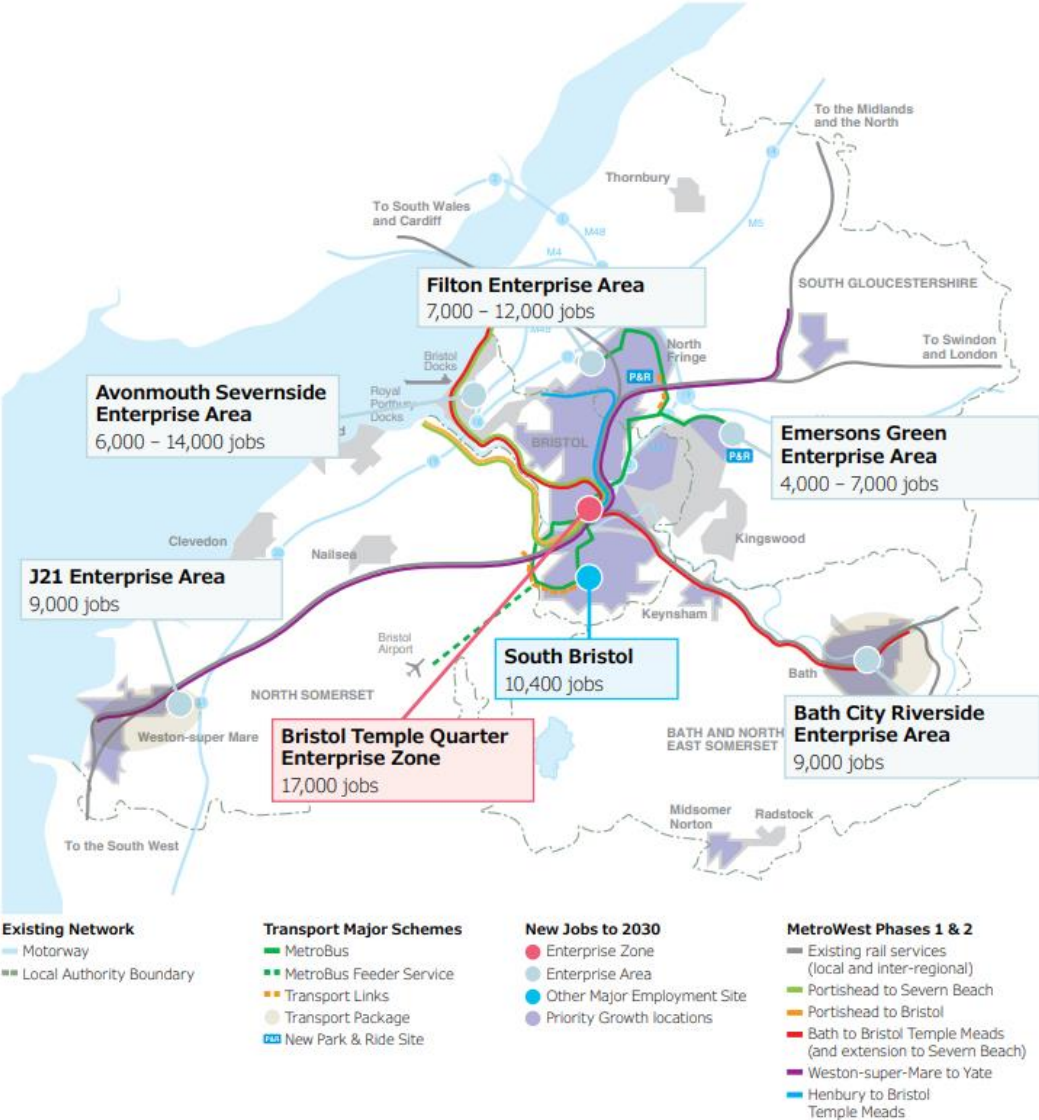 To the Midlands
and the North
Thornbury
To South Wales
and Cardiff
M5
M48
M4
Filton Enterprise Area
7,000 – 12,000 jobs
SOUTH GLOUCESTERSHIRE
M49
North
Fringe
To Swindon
and London
Bristol
Docks
P&R
Avonmouth Severnside
Enterprise Area
6,000 – 14,000 jobs
Royal
Portbury
Docks
BRISTOL
Emersons Green
Enterprise Area
4,000 – 7,000 jobs
P&R
Clevedon
Nailsea
Kingswood
J21 Enterprise Area
9,000 jobs
Keynsham
Bristol
Airport
South Bristol
10,400 jobs
Bath
NORTH SOMERSET
Weston-super Mare
Bristol Temple Quarter
Enterprise Zone
17,000 jobs
BATH AND NORTH
EAST SOMERSET
Bath City Riverside
Enterprise Area
9,000 jobs
Midsomer
Norton
Radstock
To the South West
Existing Network
Motorway
Local Authority Boundary
Transport Major Schemes
MetroBus
MetroBus Feeder Service
Transport Links
Transport Package
P&R New Park & Ride Site
New Jobs to 2030
Enterprise Zone
Enterprise Area
Other Major Employment Site
Priority Growth locations
MetroWest Phases 1 & 2
Existing rail services
(local and inter-regional)
Portishead to Severn Beach
Portishead to Bristol
Bath to Bristol Temple Meads
(and extension to Severn Beach)
Weston-super-Mare to Yate
Henbury to Bristol
Temple Meads